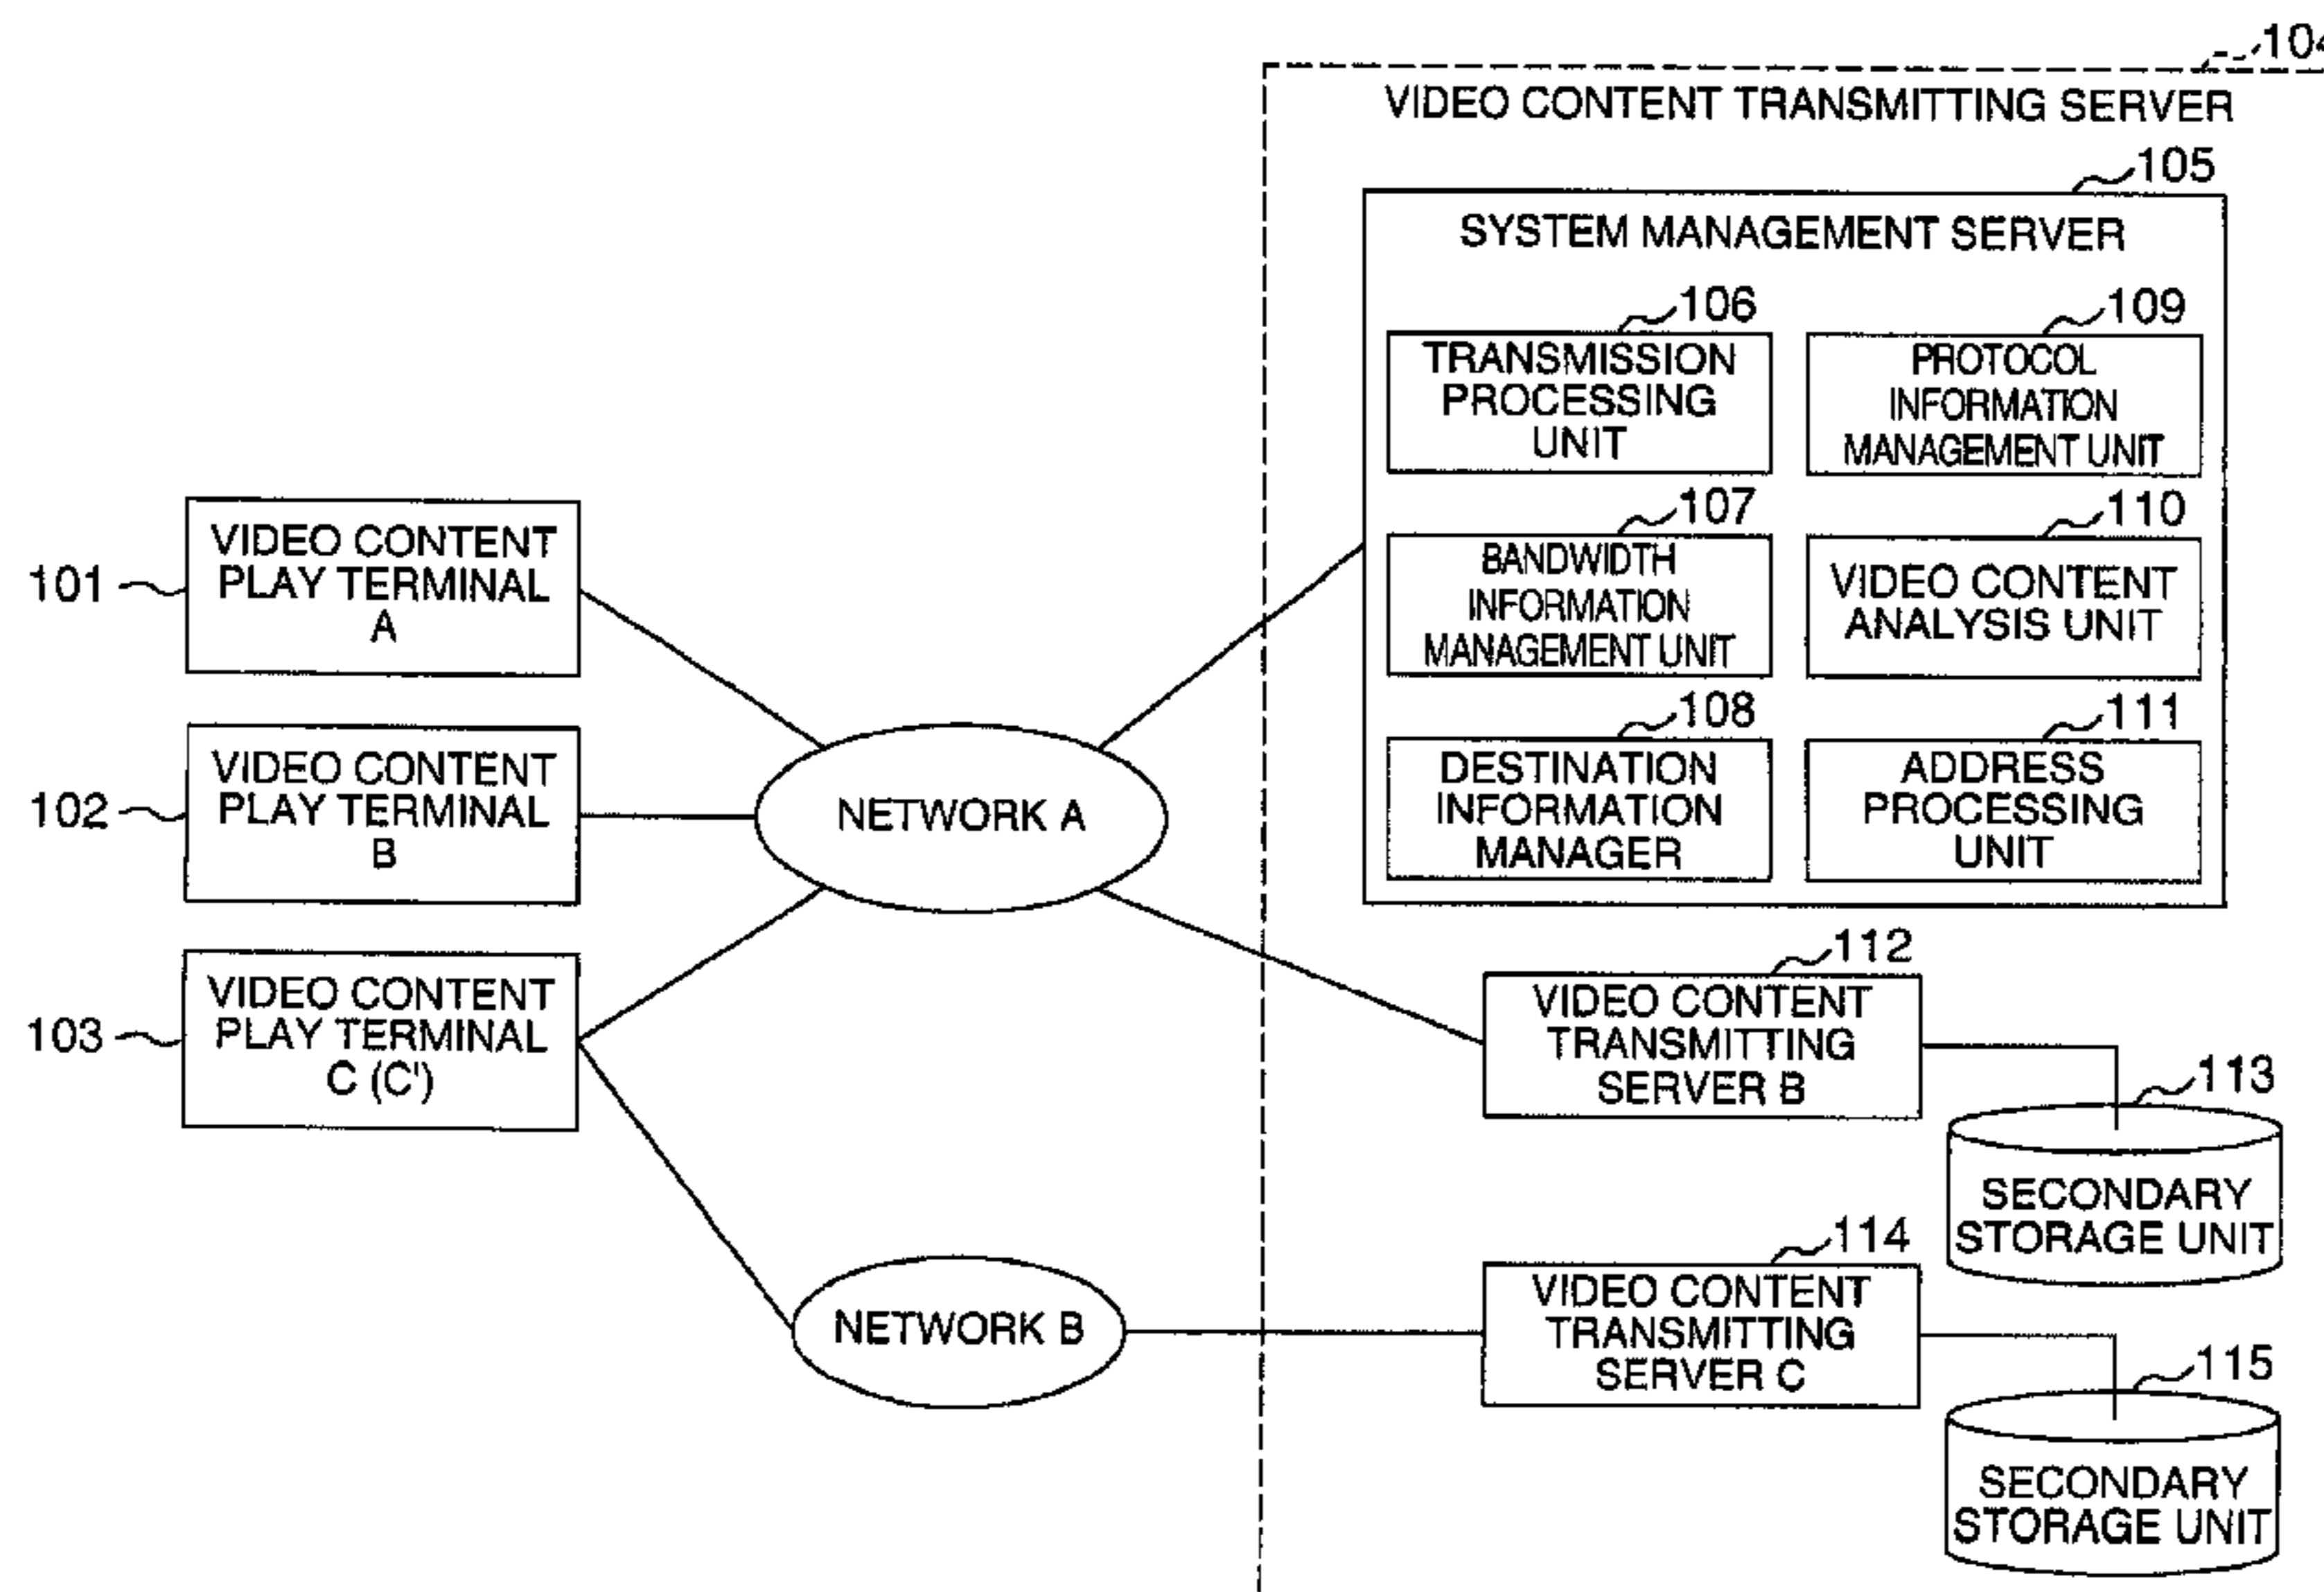 104
VIDEO CONTENT TRANSMITTING SERVER
105
SYSTEM MANAGEMENT SERVER
106
TRANSMISSION
PROCESSING
UNIT
109
PROTOCOL
INFORMATION
MANAGEMENT UNIT
107
BANDWIDTH
INFORMATION
MANAGEMENT UNIT
110
VIDEO CONTENT
ANALYSIS UNIT
108
DESTINATION
INFORMATION
MANAGER
111
ADDRESS
PROCESSING
UNIT
101
VIDEO CONTENT
PLAY TERMINAL
A
102
VIDEO CONTENT
PLAY TERMINAL
B
103
VIDEO CONTENT
PLAY TERMINAL
C (C')
NETWORK A
NETWORK B
112
VIDEO CONTENT
TRANSMITTING
SERVER B
113
SECONDARY
STORAGE UNIT
114
VIDEO CONTENT
TRANSMITTING
SERVER C
115
SECONDARY
STORAGE UNIT